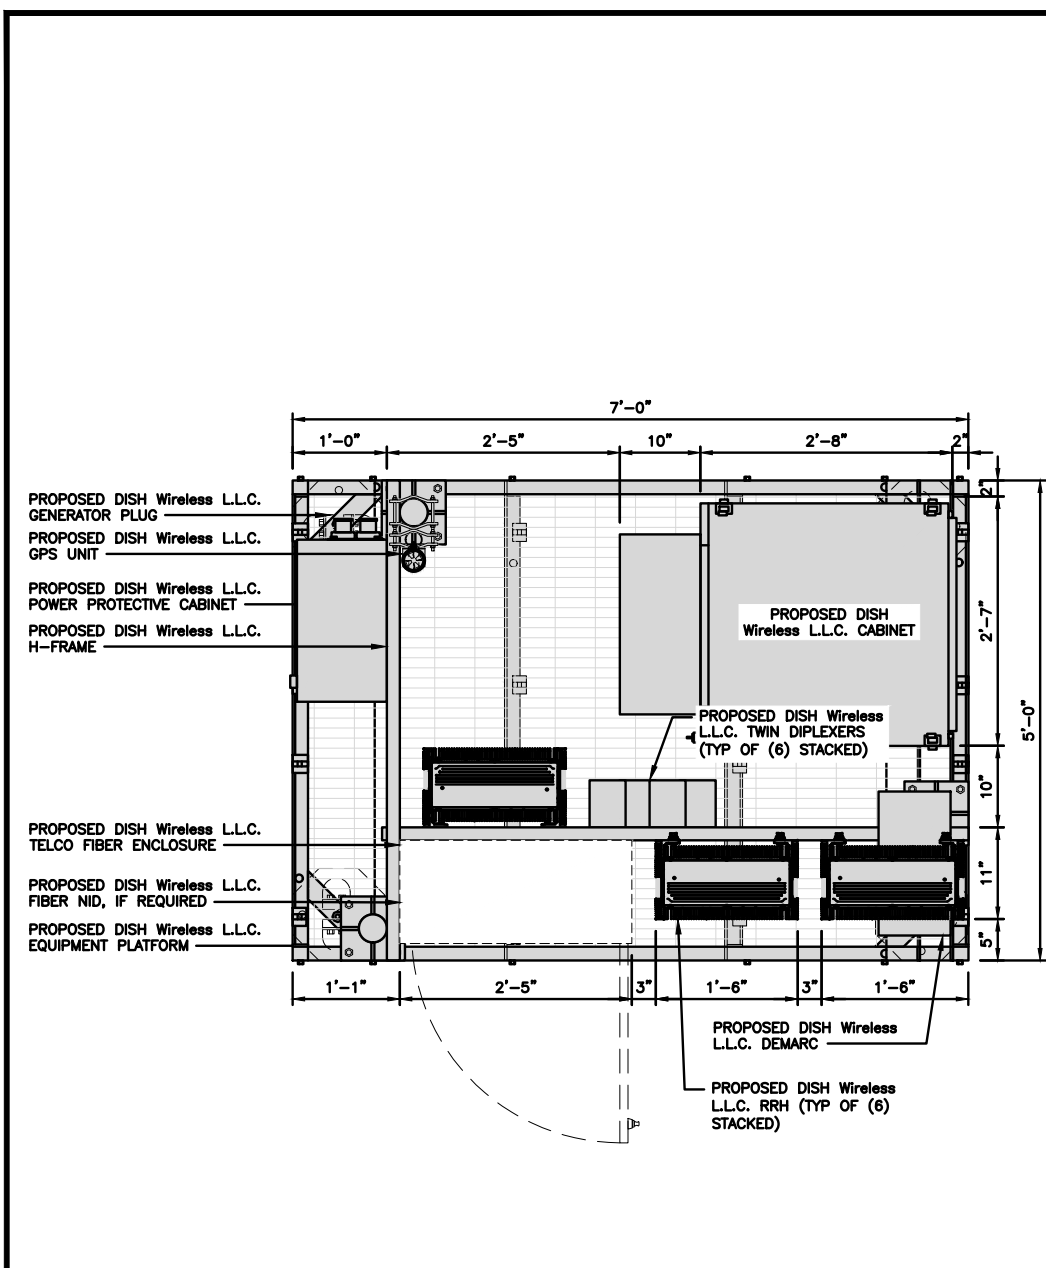 7'-0"
1'-0"
2'-5"
10"
2'-8"
2"
2"
PROPOSED DISH Wireless L.L.C.
GENERATOR PLUG
PROPOSED DISH Wireless L.L.C.
GPS UNIT
PROPOSED DISH Wireless L.L.C.
POWER PROTECTIVE CABINET
PROPOSED DISH Wireless L.L.C.
H-FRAME
PROPOSED DISH
Wireless L.L.C. CABINET
2'-7"
5'-0"
PROPOSED DISH Wireless
L.L.C. TWIN DIPLEXERS
(TYP OF (6) STACKED)
10"
PROPOSED DISH Wireless L.L.C.
TELCO FIBER ENCLOSURE
PROPOSED DISH Wireless L.L.C.
FIBER NID, IF REQUIRED
11"
PROPOSED DISH Wireless L.L.C.
EQUIPMENT PLATFORM
5"
1'-1"
2'-5"
3"
1'-6"
3"
1'-6"
PROPOSED DISH Wireless
L.L.C. DEMARC
PROPOSED DISH Wireless
L.L.C. RRH (TYP OF (6)
STACKED)